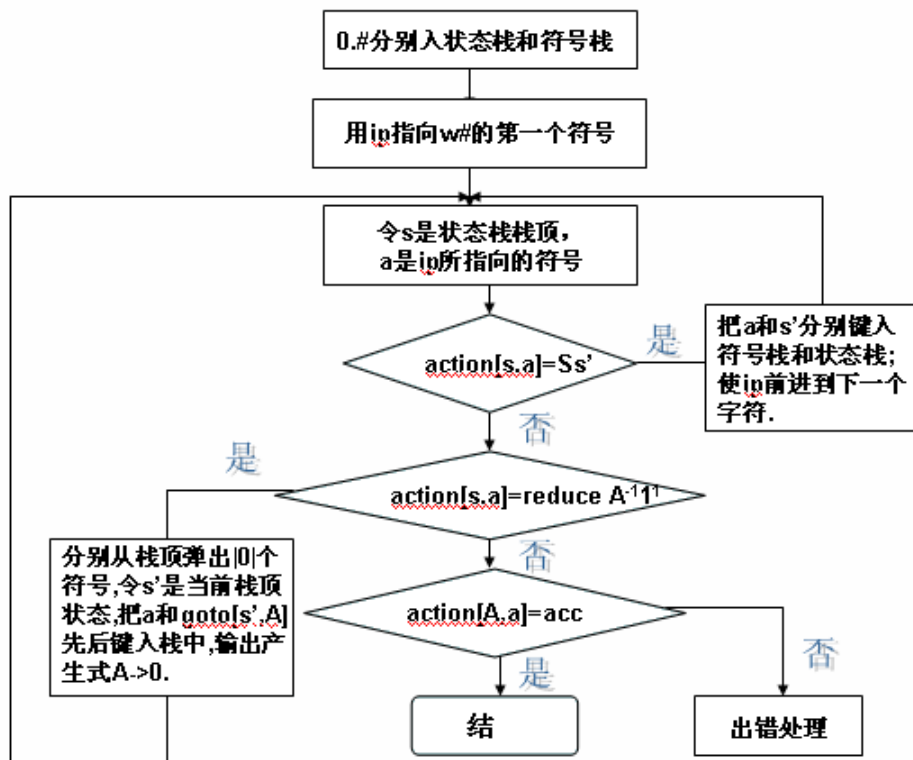 0.#分别入状态栈和符号栈
用ip指向w#的第一个符号
令s是状态栈栈顶，
a是ip所指向的符号
action[s.a]=Ss’
是
把a和s’分别键入
符号栈和状态栈;
使ip前进到下一个
字符.
否
是
action[s.a]=reduce A⁻¹1¹
分别从栈顶弹出|0|个
符号,令s’是当前栈顶
状态,把a和goto[s’,A]
先后键入栈中,输出产
生式A->0.
否
action[A.a]=acc
是
否
结
出错处理